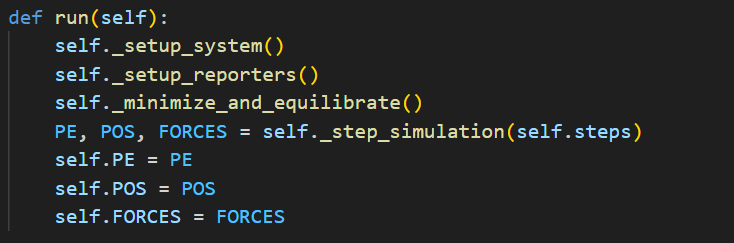 def run(self):
    self._setup_system()
    self._setup_reporters()
    self._minimize_and_equilibrate()
    PE, POS, FORCES = self._step_simulation(self.steps)
    self.PE = PE
    self.POS = POS
    self.FORCES = FORCES